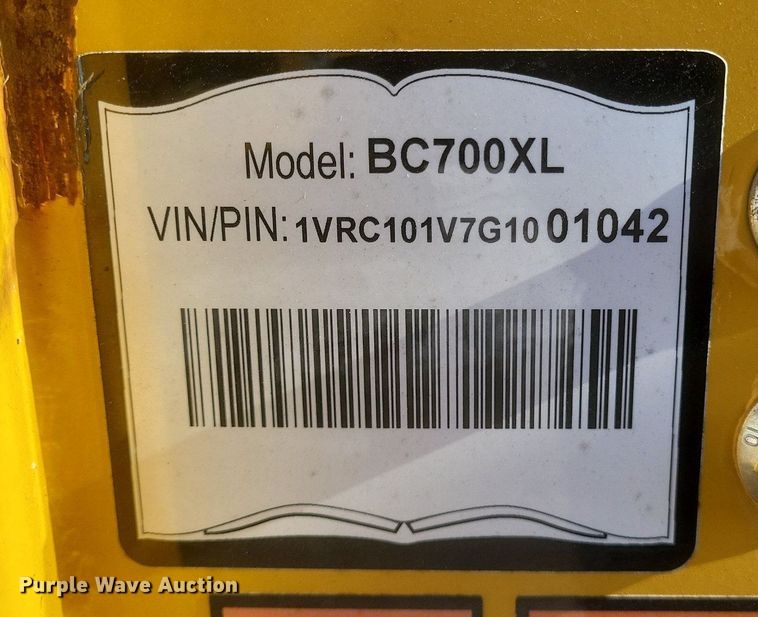 Model: BC700XL
VIN/PIN: 1VRC101V7G10 01042
Purple Wave Auction